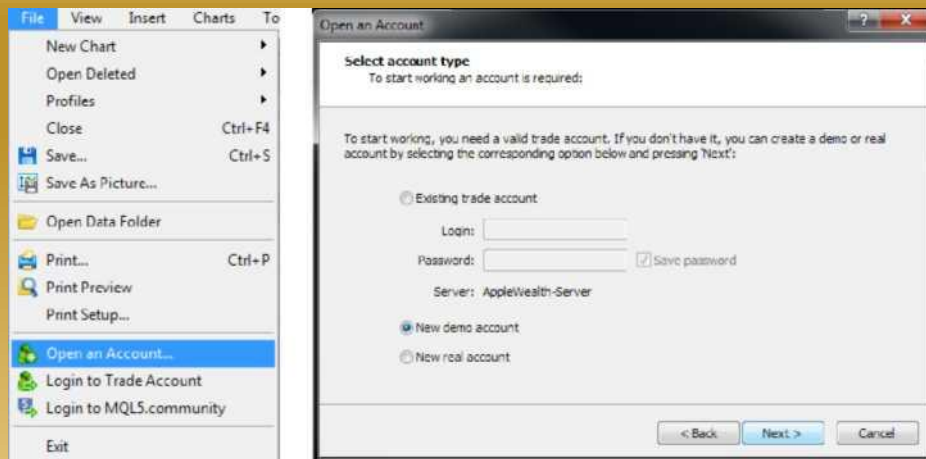 File View Insert Charts To
New Chart
Open Deleted
Profiles
Close Ctrl+F4
Save... Ctrl+S
Save As Picture...
Open Data Folder
Print... Ctrl+P
Print Preview
Print Setup...
Open an Account...
Login to Trade Account
Login to MQL5.community
Exit
Open an Account
? X
Select account type
To start working an account is required:
To start working, you need a valid trade account. If you don't have it, you can create a demo or real
account by selecting the corresponding option below and pressing 'Next':
Existing trade account
Login:
Password: Save password
Server: AppleWealth-Server
New demo account
New real account
< Back Next > Cancel